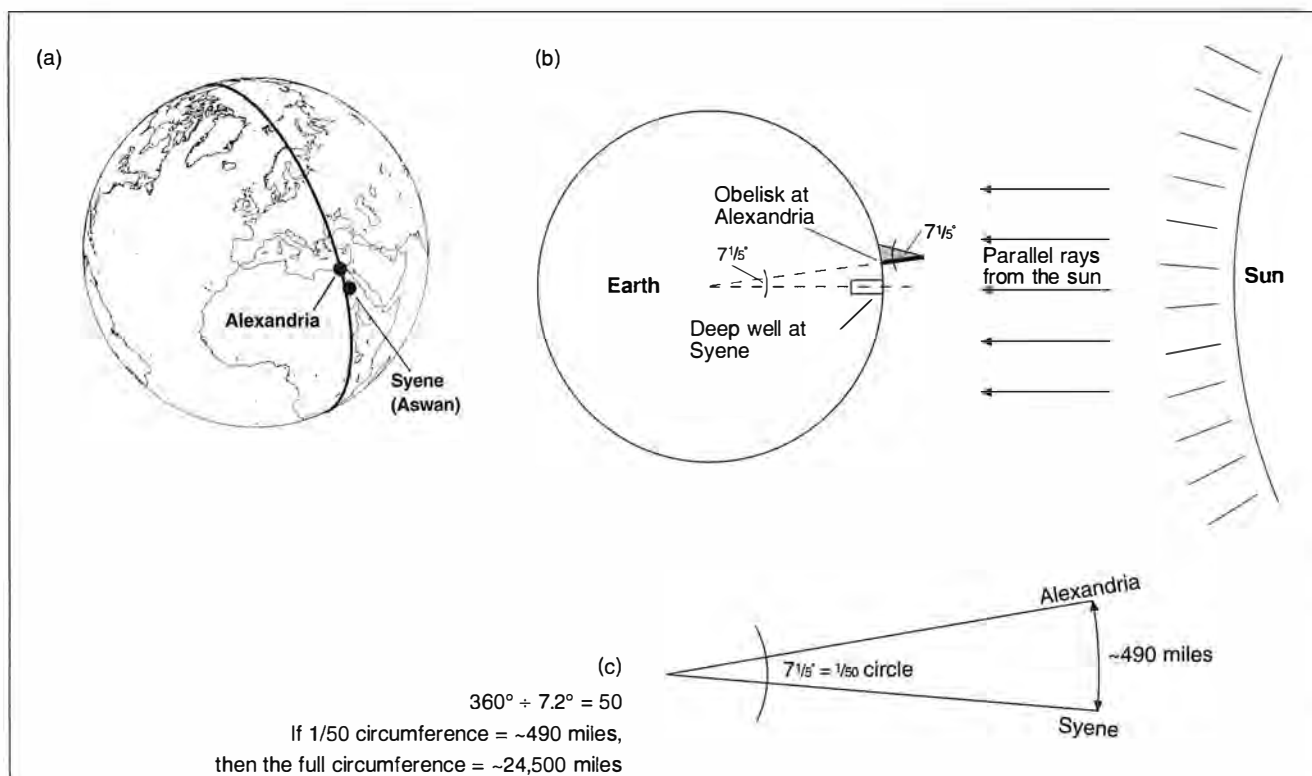 (a)
Alexandria
Syene
(Aswan)
(b)
Obelisk at
Alexandria
7 1/5°
7 1/5°
Earth
Deep well at
Syene
Parallel rays
from the sun
Sun
(c)
360° ÷ 7.2° = 50
If 1/50 circumference = ~490 miles,
then the full circumference = ~24,500 miles
Alexandria
7 1/5° = 1/50 circle
~490 miles
Syene